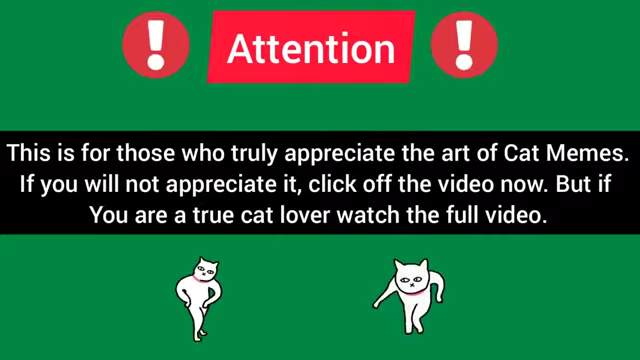 Attention
This is for those who truly appreciate the art of Cat Memes.
If you will not appreciate it, click off the video now. But if
You are a true cat lover watch the full video.